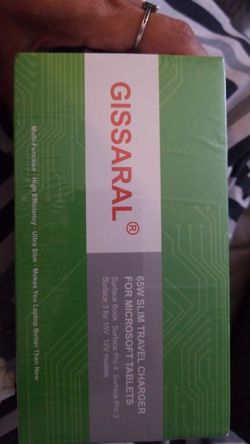 GISSARAL®
65W SLIM TRAVEL CHARGER
FOR MICROSOFT TABLETS
Surface Book Surface Pro 4 Surface Pro 3
Surface 3 for 15V 12V models
Multi-Function · High Efficiency · Ultra Slim · Makes You Laptop Better Than New